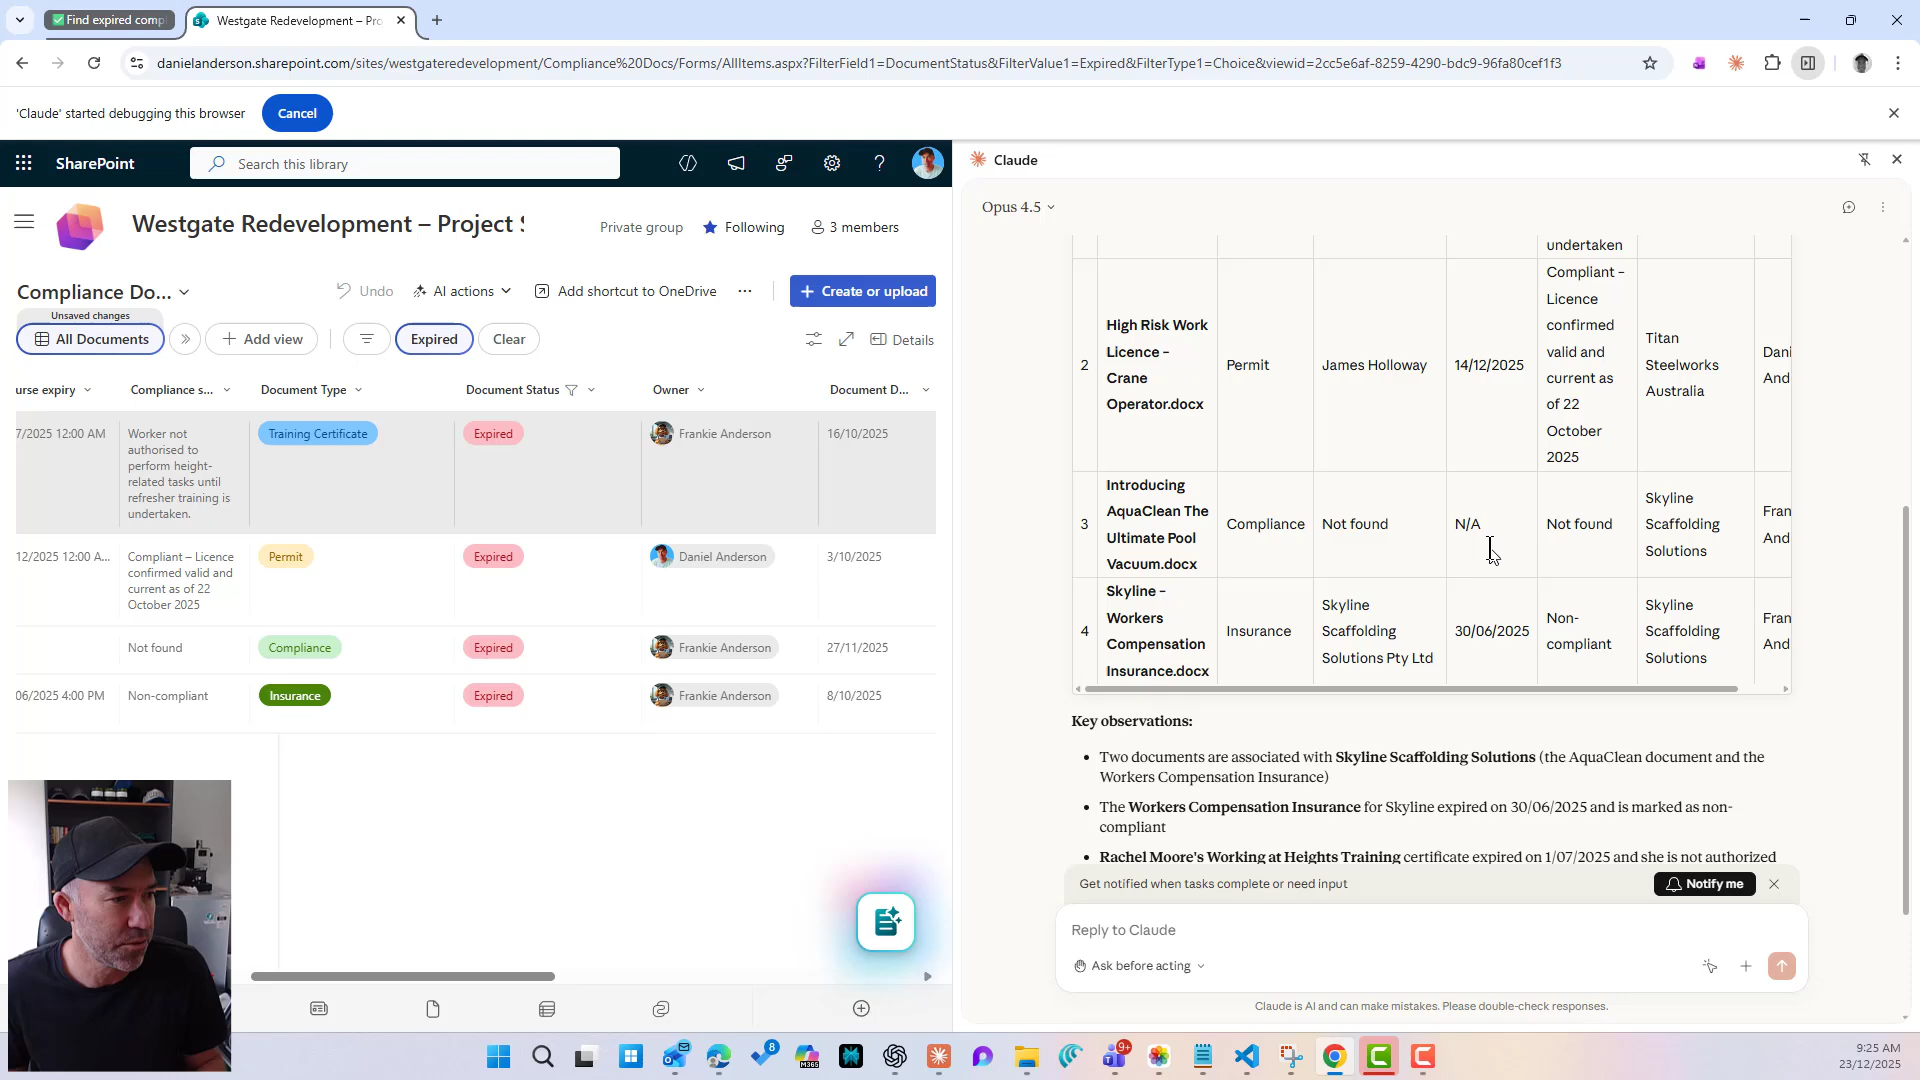 Find expired comp
Westgate Redevelopment – Pro
danielanderson.sharepoint.com/sites/westgateredevelopment/Compliance%20Docs/Forms/AllItems.aspx?FilterField1=DocumentStatus&FilterValue1=Expired&FilterType1=Choice&viewid=2cc5e6af-8259-4290-bdc9-96fa80cef1f3
'Claude' started debugging this browser
Cancel
SharePoint
Search this library
Westgate Redevelopment – Project S
Private group
Following
3 members
Compliance Do...
Undo
AI actions
Add shortcut to OneDrive
Create or upload
Unsaved changes
All Documents
Add view
Expired
Clear
Details
urse expiry
Compliance s...
Document Type
Document Status
Owner
Document D...
7/2025 12:00 AM
Worker not
authorised to
perform height-
related tasks until
refresher training is
undertaken.
Training Certificate
Expired
Frankie Anderson
16/10/2025
12/2025 12:00 A...
Compliant – Licence
confirmed valid and
current as of 22
October 2025
Permit
Expired
Daniel Anderson
3/10/2025
Not found
Compliance
Expired
Frankie Anderson
27/11/2025
06/2025 4:00 PM
Non-compliant
Insurance
Expired
Frankie Anderson
8/10/2025
Claude
Opus 4.5
undertaken
2
High Risk Work
Licence –
Crane
Operator.docx
Permit
James Holloway
14/12/2025
Compliant –
Licence
confirmed
valid and
current as
of 22
October
2025
Titan
Steelworks
Australia
Dani
And
3
Introducing
AquaClean The
Ultimate Pool
Vacuum.docx
Compliance
Not found
N/A
Not found
Skyline
Scaffolding
Solutions
Fran
And
4
Skyline –
Workers
Compensation
Insurance.docx
Insurance
Skyline
Scaffolding
Solutions Pty Ltd
30/06/2025
Non-
compliant
Skyline
Scaffolding
Solutions
Fran
And
Key observations:
Two documents are associated with Skyline Scaffolding Solutions (the AquaClean document and the
Workers Compensation Insurance)
The Workers Compensation Insurance for Skyline expired on 30/06/2025 and is marked as non-
compliant
Rachel Moore's Working at Heights Training certificate expired on 1/07/2025 and she is not authorized
Get notified when tasks complete or need input
Notify me
Reply to Claude
Ask before acting
Claude is AI and can make mistakes. Please double-check responses.
8
M365
9+
9:25 AM
23/12/2025